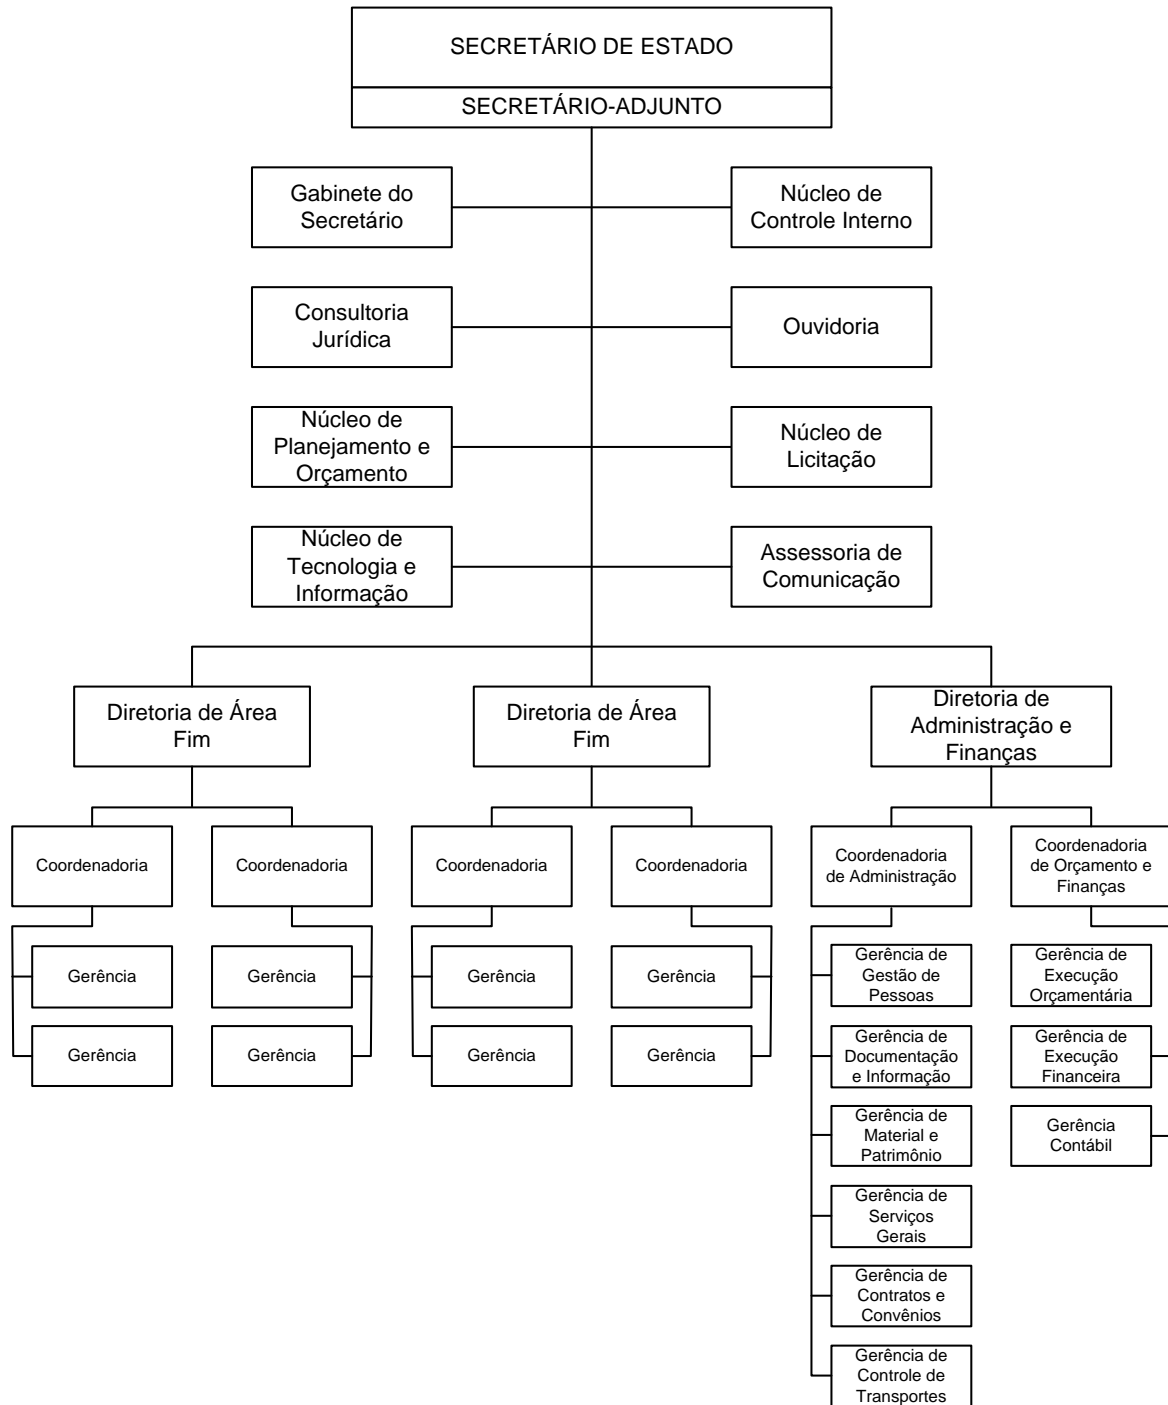 SECRETÁRIO DE ESTADO
SECRETÁRIO-ADJUNTO
Gabinete do
Secretário
Núcleo de
Controle Interno
Consultoria
Jurídica
Ouvidoria
Núcleo de
Planejamento e
Orçamento
Núcleo de
Licitação
Núcleo de
Tecnologia e
Informação
Assessoria de
Comunicação
Diretoria de Área
Fim
Diretoria de Área
Fim
Diretoria de
Administração e
Finanças
Coordenadoria
Coordenadoria
Coordenadoria
Coordenadoria
Coordenadoria
de Administração
Coordenadoria
de Orçamento e
Finanças
Gerência
Gerência
Gerência
Gerência
Gerência de
Gestão de
Pessoas
Gerência de
Execução
Orçamentária
Gerência
Gerência
Gerência
Gerência
Gerência de
Documentação
e Informação
Gerência de
Execução
Financeira
Gerência de
Material e
Patrimônio
Gerência
Contábil
Gerência de
Serviços
Gerais
Gerência de
Contratos e
Convênios
Gerência de
Controle de
Transportes